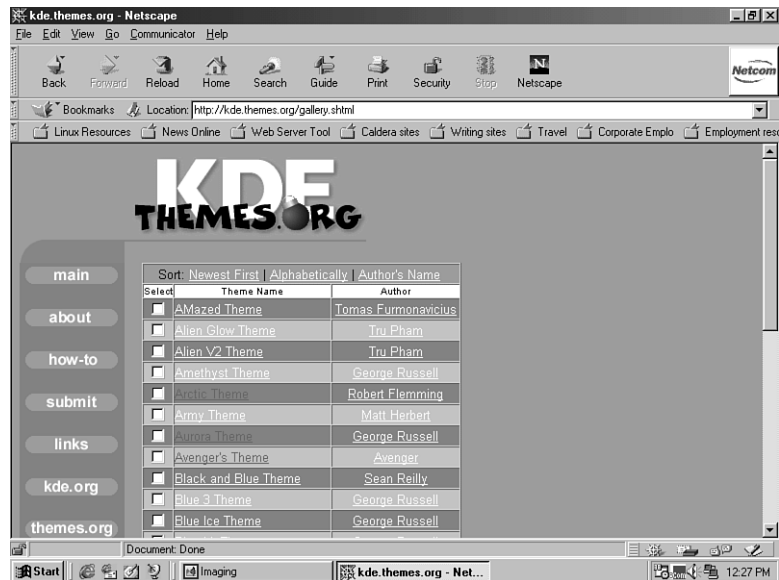 kde.themes.org - Netscape
File Edit View Go Communicator Help
Back Forward Reload Home Search Guide Print Security Stop Netscape
N
Netcom
Bookmarks Location: http://kde.themes.org/gallery.shtml
Linux Resources News Online Web Server Tool Caldera sites Writing sites Travel Corporate Emplo Employment reso
KDE
THEMES.ORG
main
about
how-to
submit
links
kde.org
themes.org
Sort: Newest First | Alphabetically | Author's Name
Select Theme Name Author
AMazed Theme Tomas Furmonavicius
Alien Glow Theme Tru Pham
Alien V2 Theme Tru Pham
Amethyst Theme George Russell
Arctic Theme Robert Flemming
Army Theme Matt Herbert
Aurora Theme George Russell
Avenger's Theme Avenger
Black and Blue Theme Sean Reilly
Blue 3 Theme George Russell
Blue Ice Theme George Russell
Document: Done
Start Imaging kde.themes.org - Net... 12:27 PM